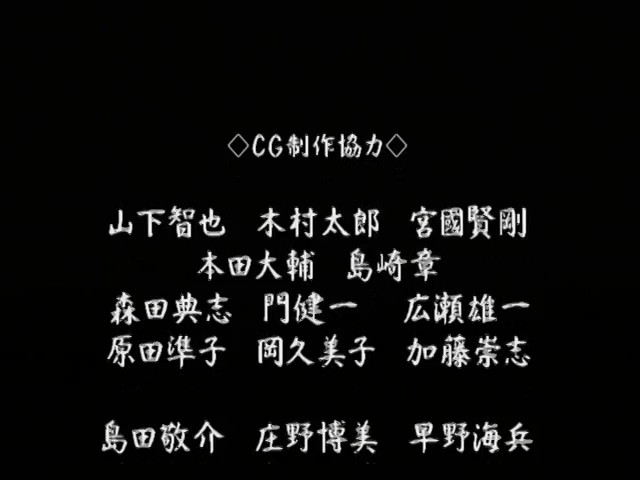 ◇CG制作協力◇
山下智也　木村太郎　宮國賢剛
本田大輔　島崎章
森田典志　門健一　広瀬雄一
原田準子　岡久美子　加藤崇志
島田敬介　庄野博美　早野海兵